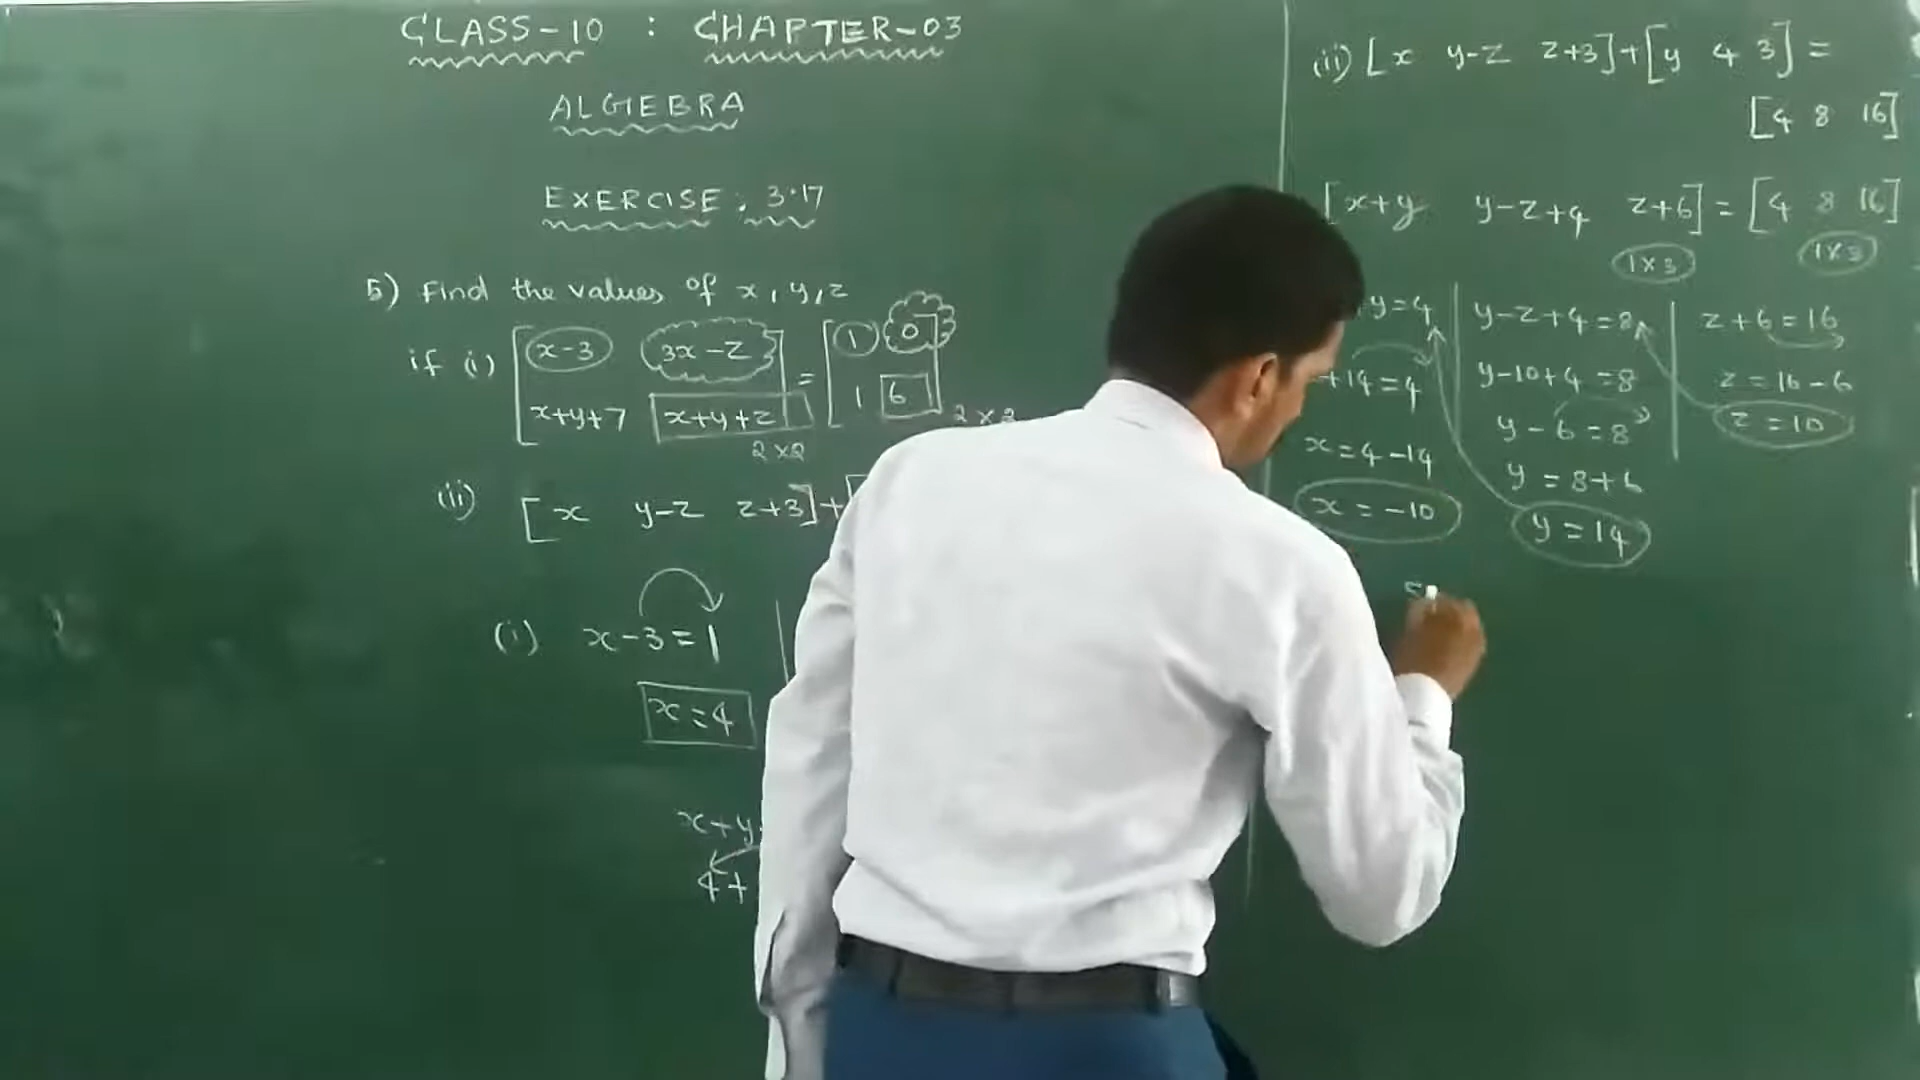 CLASS-10 : CHAPTER-03
ALGEBRA
EXERCISE: 3.17
5) Find the values of x, y, z
if (i) [x-3 3x-z] = [1 0]
[x+y+7 x+y+z] [1 6]
2×2 2×2
(ii) [x y-z z+3]+[
(i) x-3=1
x=4
x+y
4+
(ii) [x y-z z+3]+[y 4 3] =
[4 8 16]
[x+y y-z+4 z+6] = [4 8 16]
1×3 1×3
y=4
+14=4
x=4-14
x=-10
y-z+4=8
y-10+4=8
y-6=8
y=8+6
y=14
z+6=16
z=16-6
z=10